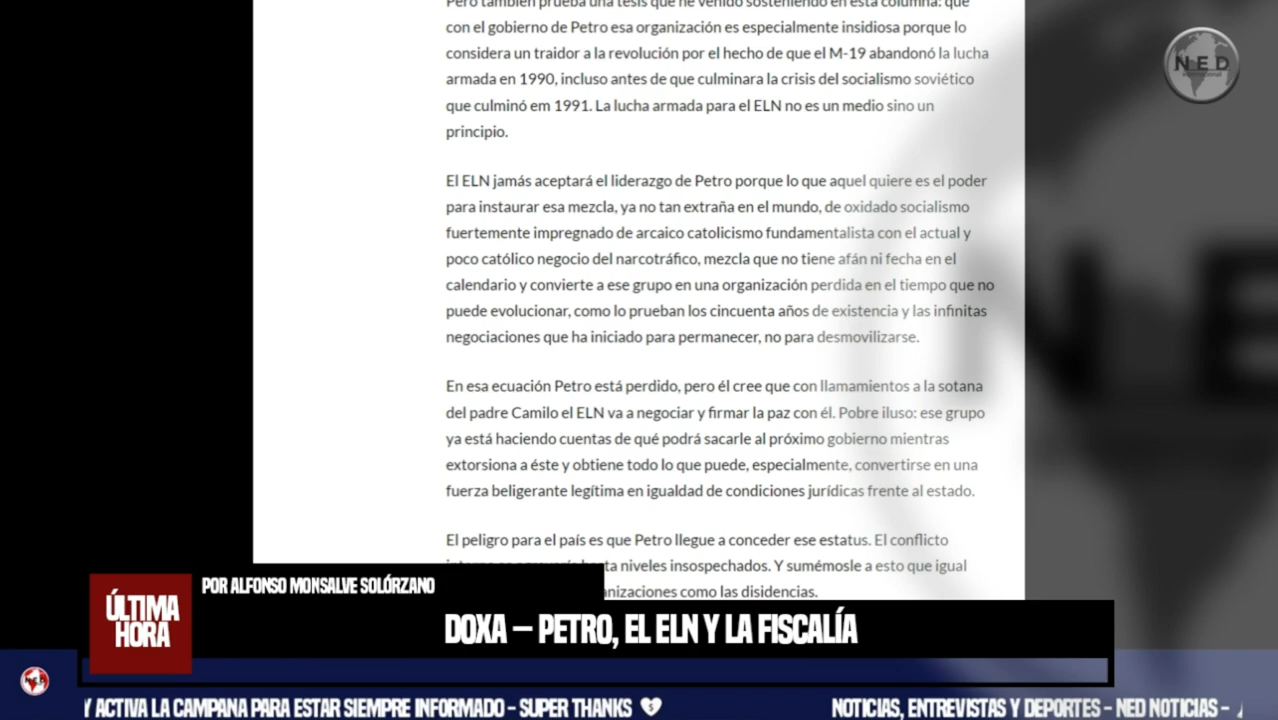 Pero también prueba una tesis que he venido sosteniendo en esta columna: que
con el gobierno de Petro esa organización es especialmente insidiosa porque lo
considera un traidor a la revolución por el hecho de que el M-19 abandonó la lucha
armada en 1990, incluso antes de que culminara la crisis del socialismo soviético
que culminó em 1991. La lucha armada para el ELN no es un medio sino un
principio.
El ELN jamás aceptará el liderazgo de Petro porque lo que aquel quiere es el poder
para instaurar esa mezcla, ya no tan extraña en el mundo, de oxidado socialismo
fuertemente impregnado de arcaico catolicismo fundamentalista con el actual y
poco católico negocio del narcotráfico, mezcla que no tiene afán ni fecha en el
calendario y convierte a ese grupo en una organización perdida en el tiempo que no
puede evolucionar, como lo prueban los cincuenta años de existencia y las infinitas
negociaciones que ha iniciado para permanecer, no para desmovilizarse.
En esa ecuación Petro está perdido, pero él cree que con llamamientos a la sotana
del padre Camilo el ELN va a negociar y firmar la paz con él. Pobre iluso: ese grupo
ya está haciendo cuentas de qué podrá sacarle al próximo gobierno mientras
extorsiona a éste y obtiene todo lo que puede, especialmente, convertirse en una
fuerza beligerante legítima en igualdad de condiciones jurídicas frente al estado.
El peligro para el país es que Petro llegue a conceder ese estatus. El conflicto
niveles insospechados. Y sumémosle a esto que igual
como las disidencias.
NED
POR ALFONSO MONSALVE SOLÓRZANO
ÚLTIMA
HORA
DOXA – PETRO, EL ELN Y LA FISCALÍA
Y ACTIVA LA CAMPANA PARA ESTAR SIEMPRE INFORMADO - SUPER THANKS
NOTICIAS, ENTREVISTAS Y DEPORTES - NED NOTICIAS -